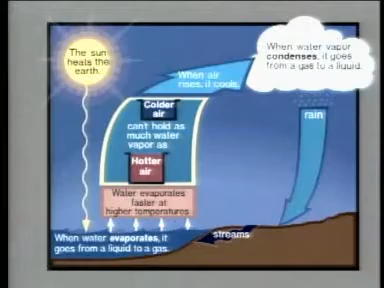 The sun
heats the
earth.
When air
rises, it cools.
When water vapor
condenses, it goes
from a gas to a liquid.
Colder
air
can't hold as
much water
vapor as
Hotter
air
rain
Water evaporates
faster at
higher temperatures
When water evaporates, it
goes from a liquid to a gas.
streams